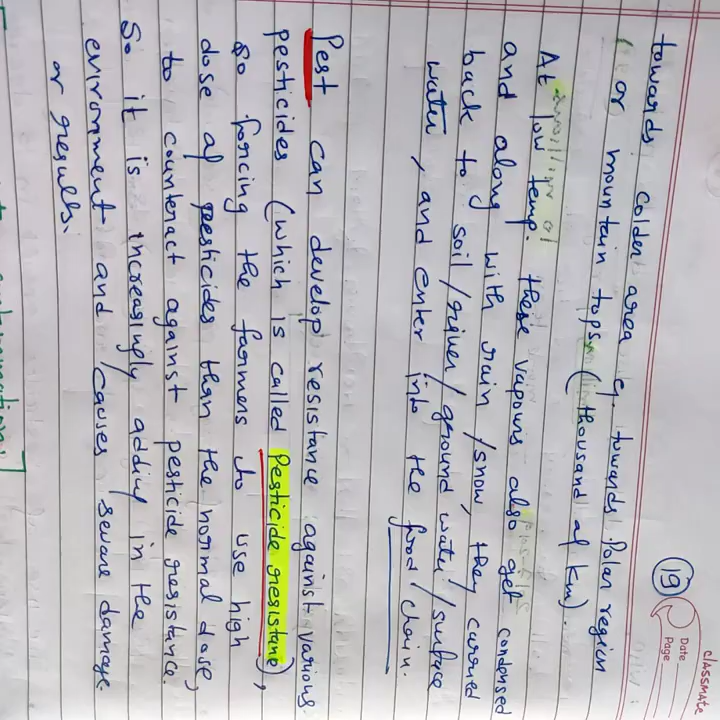 classmate
Date
Page
19
towards colder area eg. towards Polar region
or mountain tops (thousand of Km).
At low temp. these vapours also get condensed
and along with rain/snow, they carried
back to soil/river/ground water/surface
water, and enter into the food chain.
Pest can develop resistance against various
pesticides (which is called Pesticide resistane),
so forcing the farmers to use high
dose of pesticides than the normal dose,
to counteract against pesticide resistance.
So it is increasingly addiy in the
environment and causes severe damage
or results.